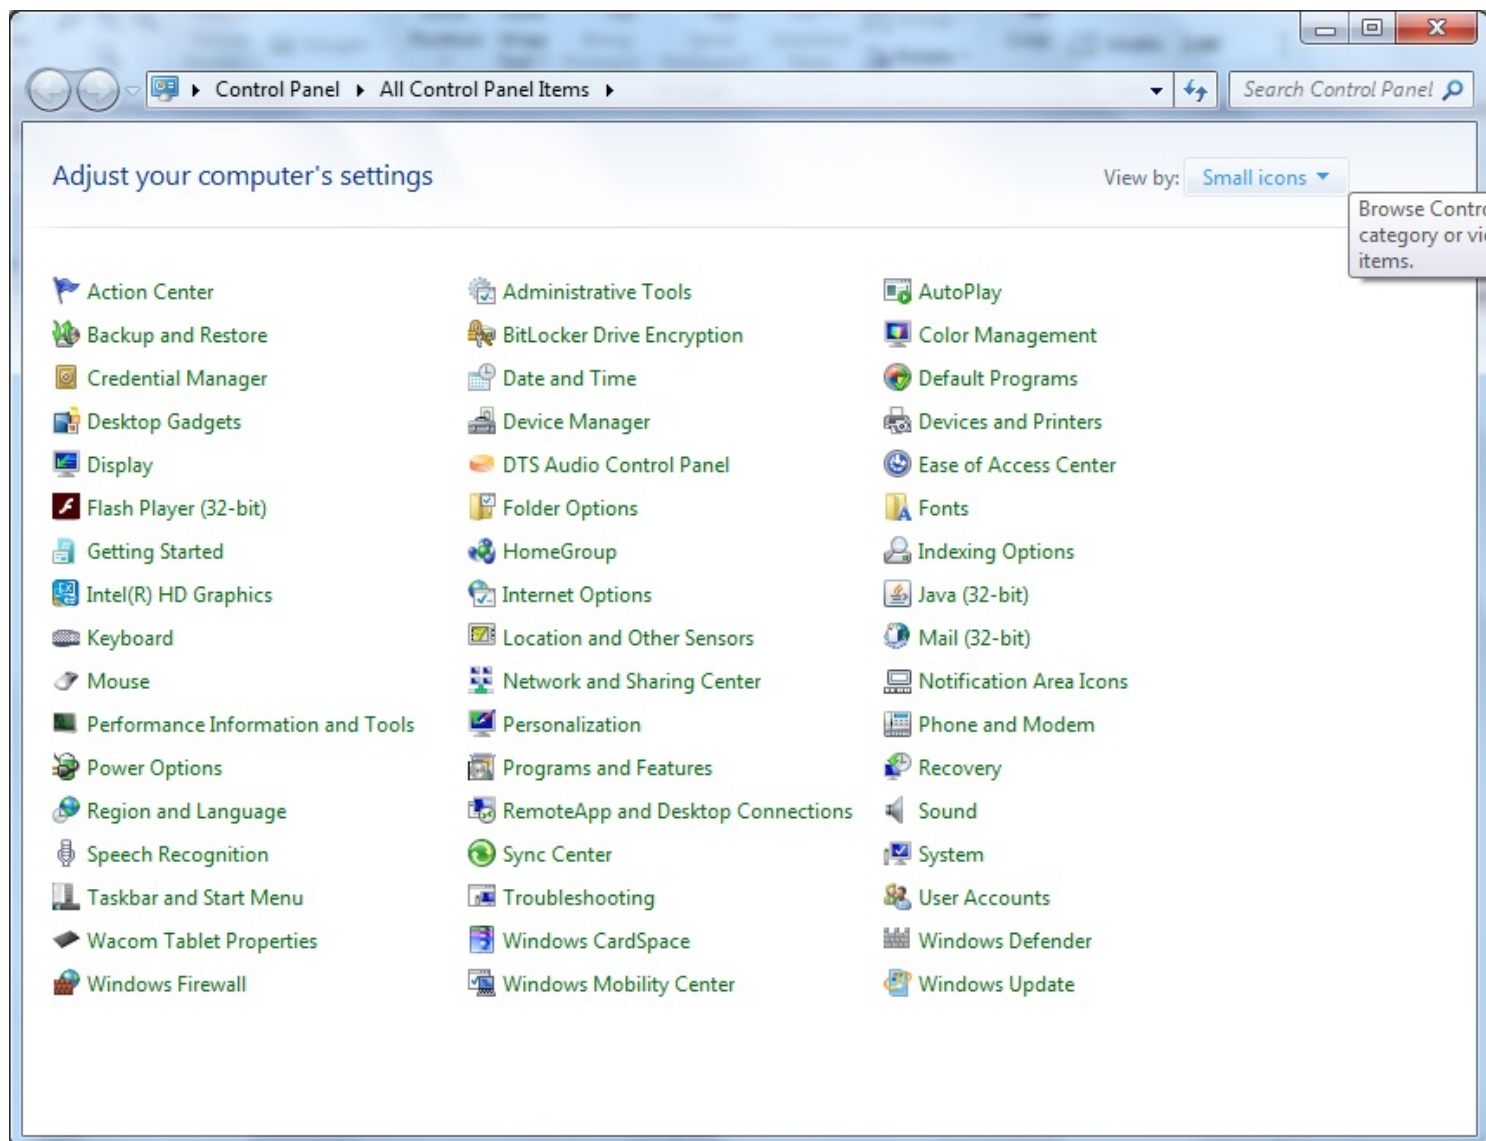 Control Panel All Control Panel Items
Search Control Panel
Adjust your computer's settings
View by: Small icons
Browse
category or
items.
Action Center Administrative Tools AutoPlay
Backup and Restore BitLocker Drive Encryption Color Management
Credential Manager Date and Time Default Programs
Desktop Gadgets Device Manager Devices and Printers
Display DTS Audio Control Panel Ease of Access Center
Flash Player (32-bit) Folder Options Fonts
Getting Started HomeGroup Indexing Options
Intel(R) HD Graphics Internet Options Java (32-bit)
Keyboard Location and Other Sensors Mail (32-bit)
Mouse Network and Sharing Center Notification Area Icons
Performance Information and Tools Personalization Phone and Modem
Power Options Programs and Features Recovery
Region and Language RemoteApp and Desktop Connections Sound
Speech Recognition Sync Center System
Taskbar and Start Menu Troubleshooting User Accounts
Wacom Tablet Properties Windows CardSpace Windows Defender
Windows Firewall Windows Mobility Center Windows Update